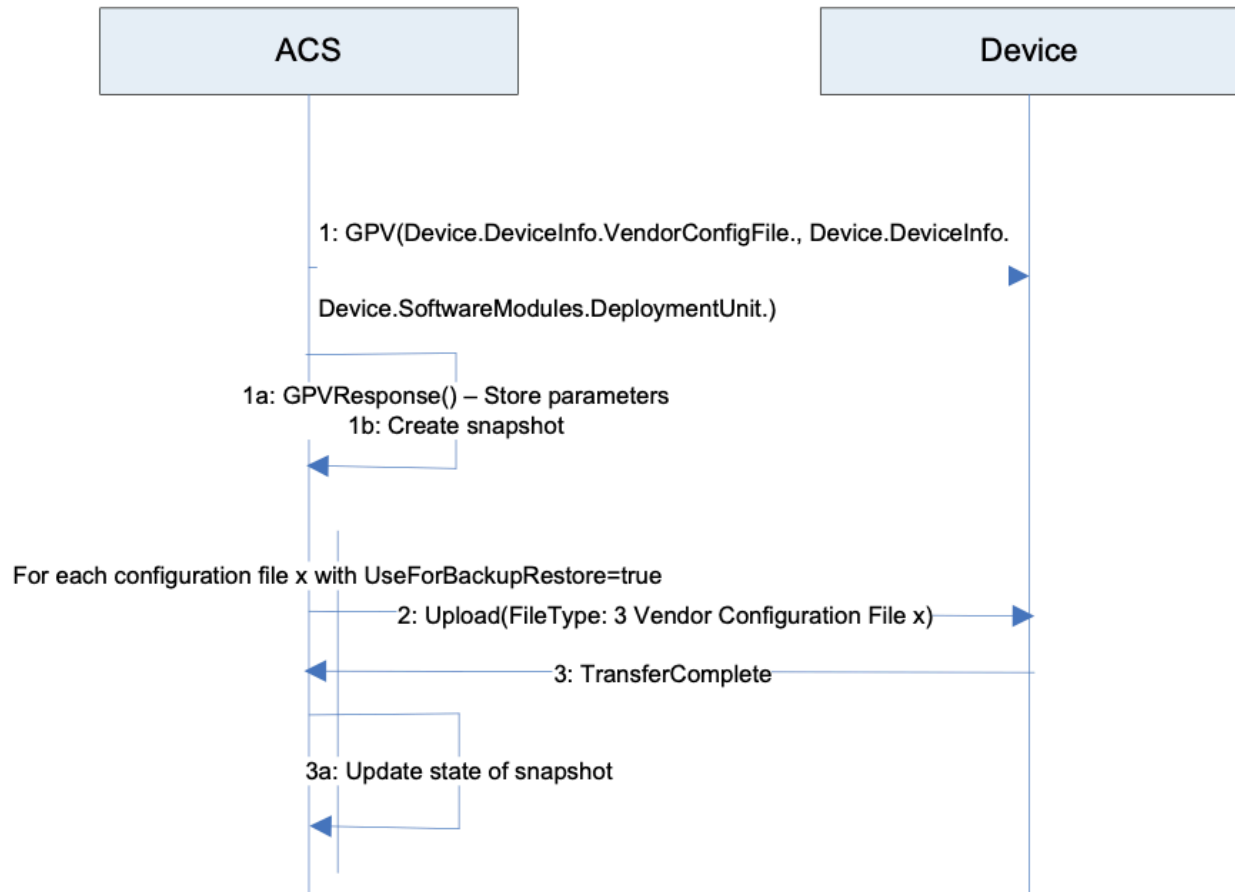 ACS
Device
1: GPV(Device.DeviceInfo.VendorConfigFile., Device.DeviceInfo.
Device.SoftwareModules.DeploymentUnit.)
1a: GPVResponse() – Store parameters
1b: Create snapshot
For each configuration file x with UseForBackupRestore=true
2: Upload(FileType: 3 Vendor Configuration File x)
3: TransferComplete
3a: Update state of snapshot